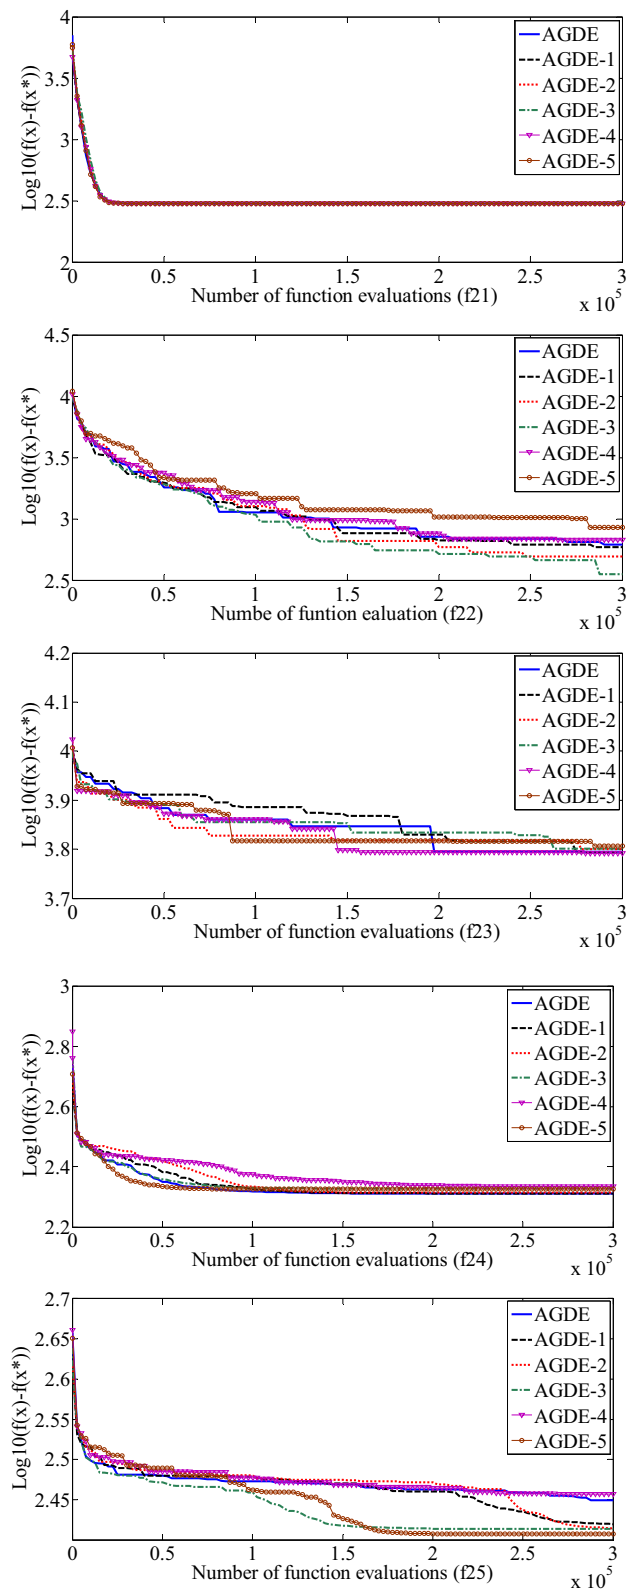 4
3.5
3
2.5
2
Log10(f(x)-f(x*))
AGDE
AGDE-1
AGDE-2
AGDE-3
AGDE-4
AGDE-5
0 0.5 1 1.5 2 2.5 3
x 10^5
Number of function evaluations (f21)
4.5
4
3.5
3
2.5
Log10(f(x)-f(x*)
AGDE
AGDE-1
AGDE-2
AGDE-3
AGDE-4
AGDE-5
0 0.5 1 1.5 2 2.5 3
x 10^5
Numbe of funtion ealuation (f22)
4.2
4.1
4
3.9
3.8
3.7
Log10(f(x)-f(x*))
AGDE
AGDE-1
AGDE-2
AGDE-3
AGDE-4
AGDE-5
0 0.5 1 1.5 2 2.5 3
x 10^5
Number of function evaluations (f23)
3
2.8
2.6
2.4
2.2
Log10(f(x)-f(x*))
AGDE
AGDE-1
AGDE-2
AGDE-3
AGDE-4
AGDE-5
0 0.5 1 1.5 2 2.5 3
x 10^5
Number of function evaluations (f24)
2.7
2.65
2.6
2.55
2.5
2.45
Log10(f(x)-f(x*))
AGDE
AGDE-1
AGDE-2
AGDE-3
AGDE-4
AGDE-5
0 0.5 1 1.5 2 2.5 3
x 10^5
Number of function evaluations (f25)